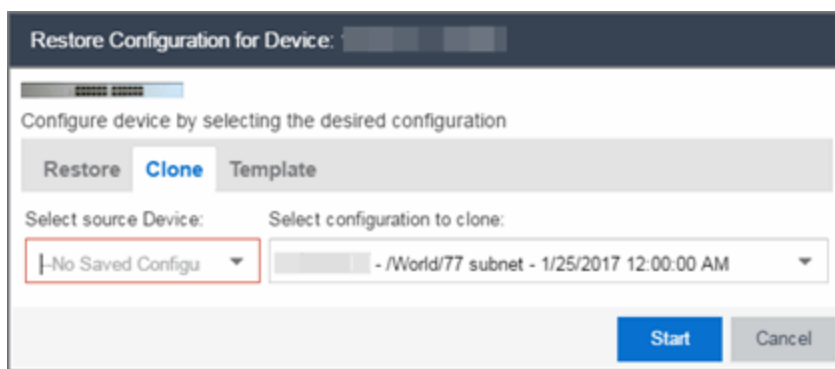 Restore Configuration for Device:
Configure device by selecting the desired configuration
Restore Clone Template
Select source Device: Select configuration to clone:
--No Saved Configu - /World/77 subnet - 1/25/2017 12:00:00 AM
Start Cancel